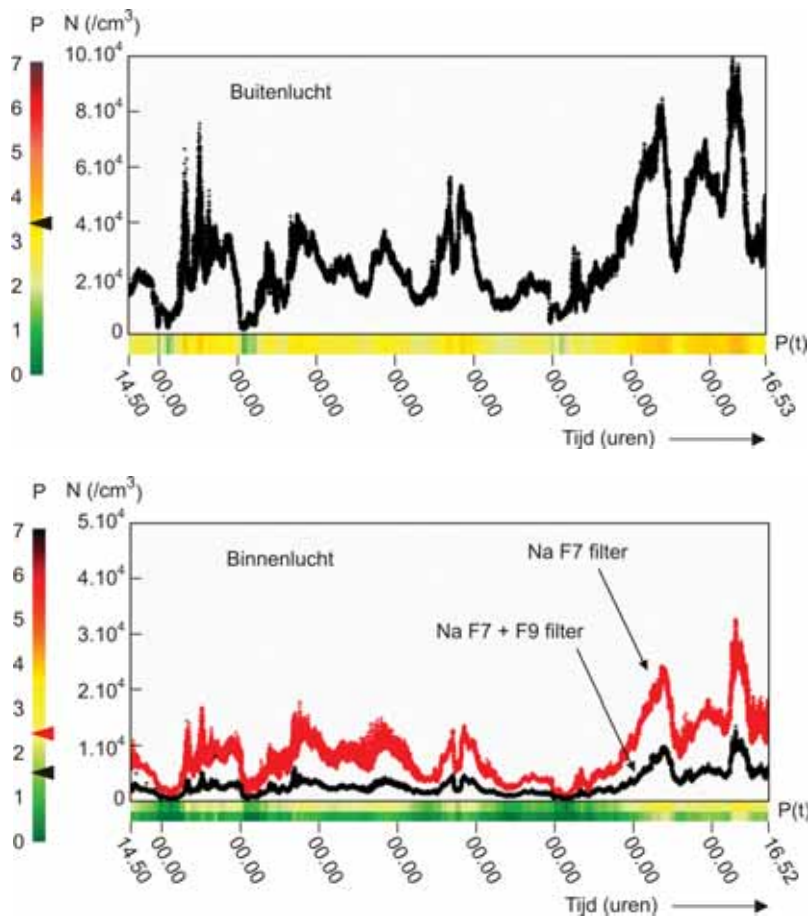 P N (/cm³)
7
6
5
4
3
2
1
0
10.10⁴
8.10⁴
6.10⁴
4.10⁴
2.10⁴
0
Buitenlucht
P(t)
14.50 00.00 00.00 00.00 00.00 00.00 00.00 00.00 00.00 16.53
Tijd (uren)
P N (/cm³)
7
6
5
4
3
2
1
0
5.10⁴
4.10⁴
3.10⁴
2.10⁴
1.10⁴
0
Binnenlucht
Na F7 filter
Na F7 + F9 filter
P(t)
14.50 00.00 00.00 00.00 00.00 00.00 00.00 00.00 00.00 16.52
Tijd (uren)